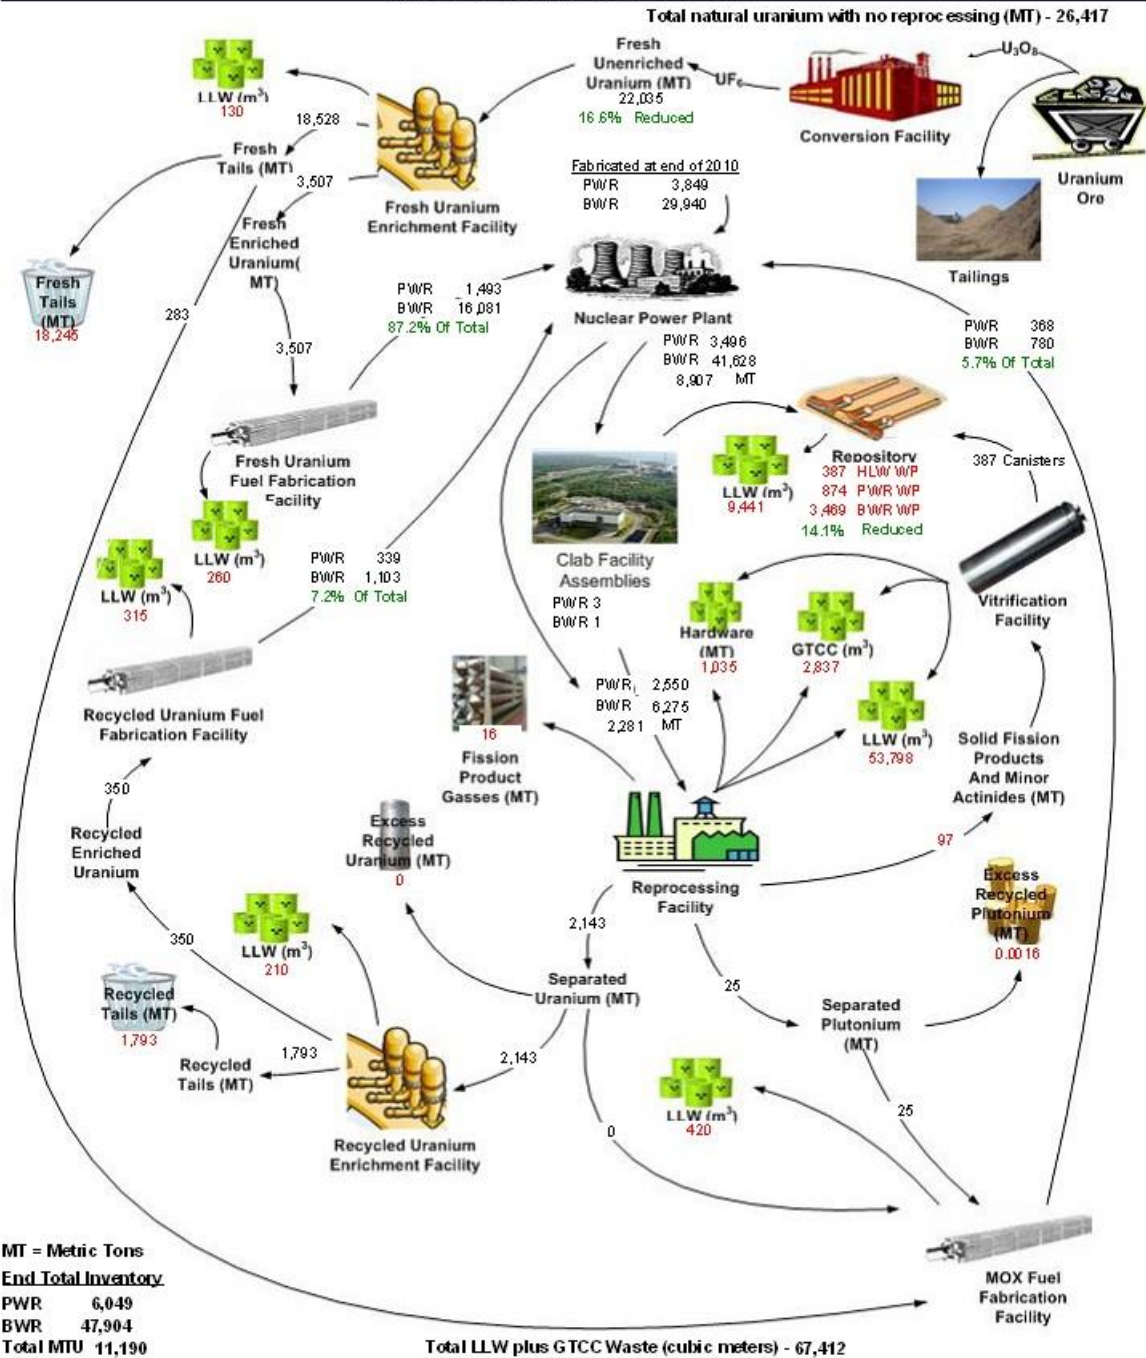 Total natural uranium with no reprocessing (MT) - 26,417
Fresh
Unenriched
Uranium (MT)
22,035
16.6% Reduced
UF6
U3O8
Conversion Facility
Uranium
Ore
Tailings
LLW (m3)
130
18,528
Fresh
Tails (MT)
3,507
Fresh
Enriched
Uranium(
MT)
Fresh Uranium
Enrichment Facility
Fabricated at end of 2010
PWR 3,849
BWR 29,940
Nuclear Power Plant
Fresh
Tails
(MT)
18,245
283
3,507
PWR 1,493
BWR 16,081
87.2% Of Total
PWR 368
BWR 780
5.7% Of Total
PWR 3,496
BWR 41,628
8,907 MT
Fresh Uranium
Fuel Fabrication
Facility
LLW (m3)
260
LLW (m3)
9,441
Repository
387 HLW WP
874 PWR WP
3,469 BWR WP
14.1% Reduced
387 Canisters
Clab Facility
Assemblies
PWR 3
BWR 1
PWR 339
BWR 1,103
7.2% Of Total
LLW (m3)
315
Vitrification
Facility
Hardware
(MT)
1,035
GTCC (m3)
2,837
LLW (m3)
53,798
Recycled Uranium Fuel
Fabrication Facility
PWR 2,550
BWR 6,275
2,281 MT
16
Fission
Product
Gasses (MT)
Solid Fission
Products
And Minor
Actinides (MT)
350
Recycled
Enriched
Uranium
Excess
Recycled
Uranium (MT)
0
97
Reprocessing
Facility
Excess
Recycled
Plutonium
(MT)
0.0016
2,143
350
LLW (m3)
210
Separated
Uranium (MT)
25
Separated
Plutonium
(MT)
Recycled
Tails (MT)
1,793
Recycled
Tails (MT)
1,793
2,143
LLW (m3)
420
0
25
Recycled Uranium
Enrichment Facility
MOX Fuel
Fabrication
Facility
MT = Metric Tons
End Total Inventory
PWR 6,049
BWR 47,904
Total MTU 11,190
Total LLW plus GTCC Waste (cubic meters) - 67,412